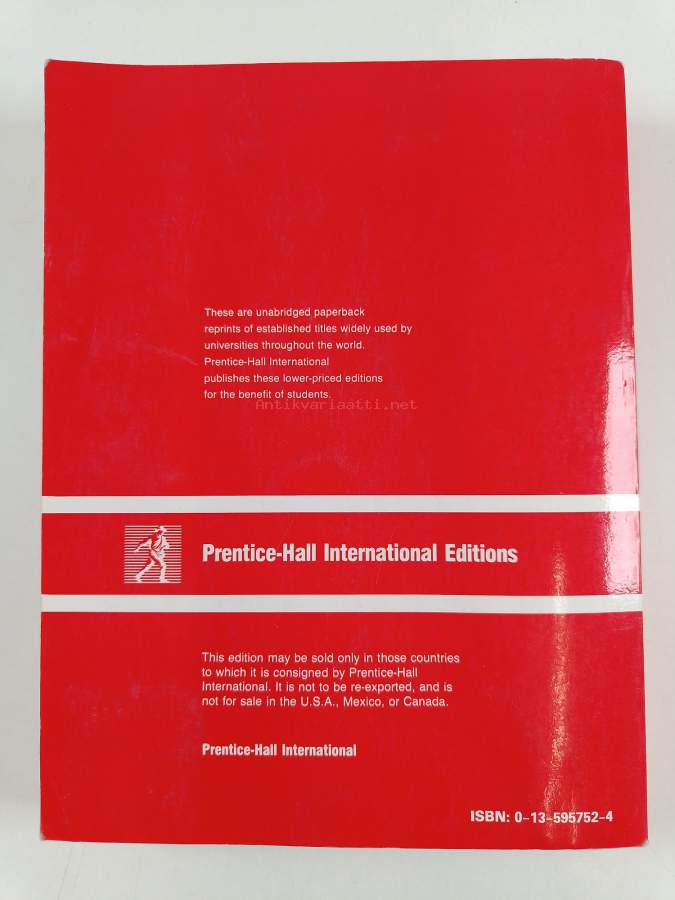 These are unabridged paperback
reprints of established titles widely used by
universities throughout the world.
Prentice-Hall International
publishes these lower-priced editions
for the benefit of students.
Antikvariaatti.net
Prentice-Hall International Editions
This edition may be sold only in those countries
to which it is consigned by Prentice-Hall
International. It is not to be re-exported, and is
not for sale in the U.S.A., Mexico, or Canada.
Prentice-Hall International
ISBN: 0-13-595752-4